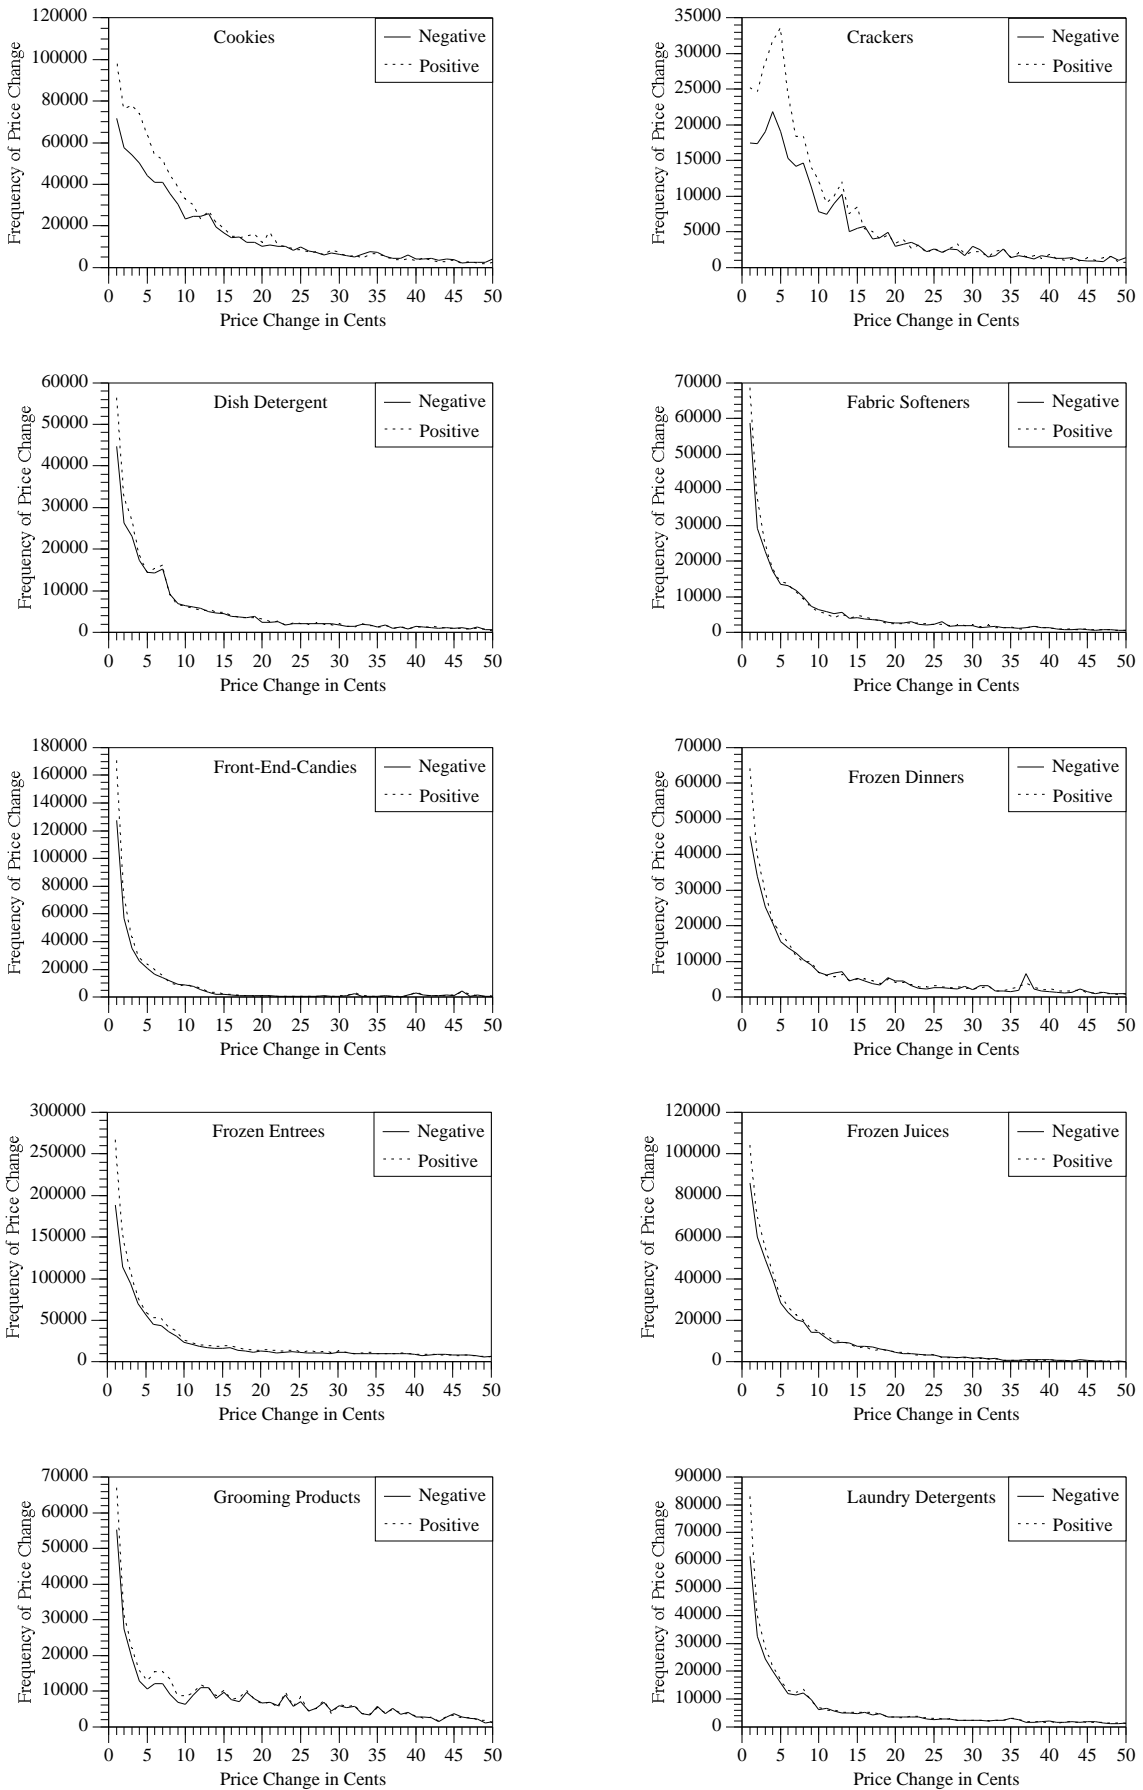 120000
100000
80000
60000
40000
20000
0
Frequency of Price Change
Cookies
Negative
Positive
0 5 10 15 20 25 30 35 40 45 50
Price Change in Cents
35000
30000
25000
20000
15000
10000
5000
0
Frequency of Price Change
Crackers
Negative
Positive
0 5 10 15 20 25 30 35 40 45 50
Price Change in Cents
60000
50000
40000
30000
20000
10000
0
Frequency of Price Change
Dish Detergent
Negative
Positive
0 5 10 15 20 25 30 35 40 45 50
Price Change in Cents
70000
60000
50000
40000
30000
20000
10000
0
Frequency of Price Change
Fabric Softeners
Negative
Positive
0 5 10 15 20 25 30 35 40 45 50
Price Change in Cents
180000
160000
140000
120000
100000
80000
60000
40000
20000
0
Frequency of Price Change
Front-End-Candies
Negative
Positive
0 5 10 15 20 25 30 35 40 45 50
Price Change in Cents
70000
60000
50000
40000
30000
20000
10000
0
Frequency of Price Change
Frozen Dinners
Negative
Positive
0 5 10 15 20 25 30 35 40 45 50
Price Change in Cents
300000
250000
200000
150000
100000
50000
0
Frequency of Price Change
Frozen Entrees
Negative
Positive
0 5 10 15 20 25 30 35 40 45 50
Price Change in Cents
120000
100000
80000
60000
40000
20000
0
Frequency of Price Change
Frozen Juices
Negative
Positive
0 5 10 15 20 25 30 35 40 45 50
Price Change in Cents
70000
60000
50000
40000
30000
20000
10000
0
Frequency of Price Change
Grooming Products
Negative
Positive
0 5 10 15 20 25 30 35 40 45 50
Price Change in Cents
90000
80000
70000
60000
50000
40000
30000
20000
10000
0
Frequency of Price Change
Laundry Detergents
Negative
Positive
0 5 10 15 20 25 30 35 40 45 50
Price Change in Cents